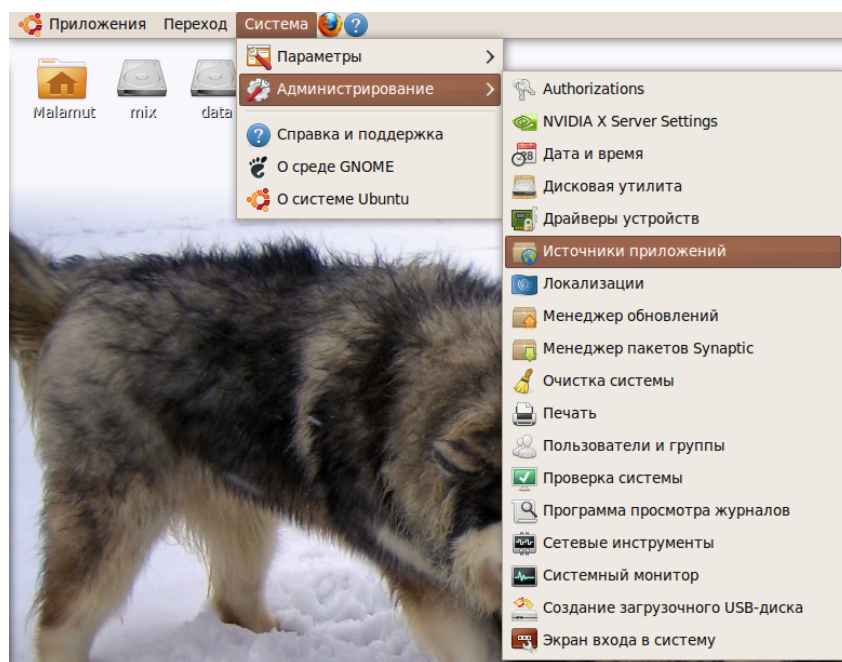 Приложения Переход Система
Malamut
mix
data
Параметры
Администрирование
Справка и поддержка
О среде GNOME
О системе Ubuntu
Authorizations
NVIDIA X Server Settings
Дата и время
Дисковая утилита
Драйверы устройств
Источники приложений
Локализации
Менеджер обновлений
Менеджер пакетов Synaptic
Очистка системы
Печать
Пользователи и группы
Проверка системы
Программа просмотра журналов
Сетевые инструменты
Системный монитор
Создание загрузочного USB-диска
Экран входа в систему